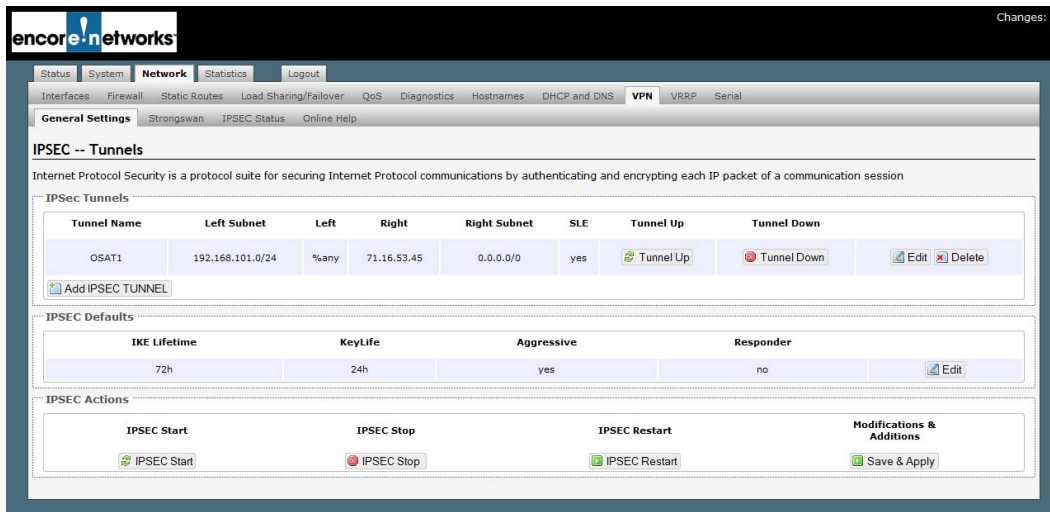 Changes:
encore!networks
Status System Network Statistics Logout
Interfaces Firewall Static Routes Load Sharing/Failover QoS Diagnostics Hostnames DHCP and DNS VPN VRRP Serial
General Settings Strongswan IPSEC Status Online Help
IPSEC -- Tunnels
Internet Protocol Security is a protocol suite for securing Internet Protocol communications by authenticating and encrypting each IP packet of a communication session
IPSec Tunnels
Tunnel Name Left Subnet Left Right Right Subnet SLE Tunnel Up Tunnel Down
OSAT1 192.168.101.0/24 %any 71.16.53.45 0.0.0.0/0 yes Tunnel Up Tunnel Down Edit Delete
Add IPSEC TUNNEL
IPSEC Defaults
IKE Lifetime KeyLife Aggressive Responder
72h 24h yes no Edit
IPSEC Actions
IPSEC Start IPSEC Stop IPSEC Restart Modifications & Additions
IPSEC Start IPSEC Stop IPSEC Restart Save & Apply